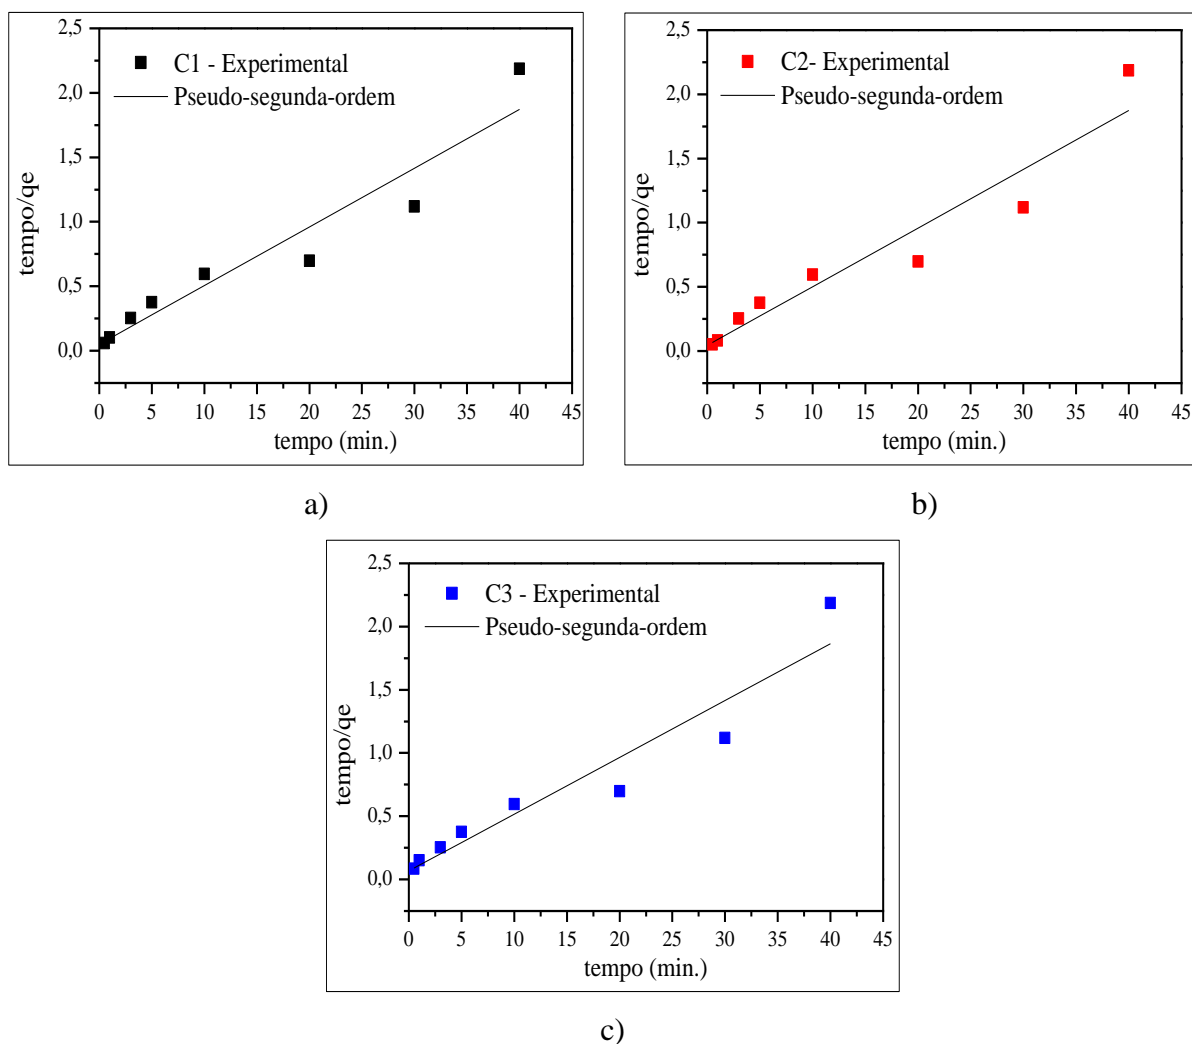 2,5
2,0
1,5
1,0
0,5
0,0
tempo/qe
C1 - Experimental
Pseudo-segunda-ordem
0 5 10 15 20 25 30 35 40 45
tempo (min.)
a)
2,5
2,0
1,5
1,0
0,5
0,0
tempo/qe
C2- Experimental
Pseudo-segunda-ordem
0 5 10 15 20 25 30 35 40 45
tempo (min.)
b)
2,5
2,0
1,5
1,0
0,5
0,0
tempo/qe
C3 - Experimental
Pseudo-segunda-ordem
0 5 10 15 20 25 30 35 40 45
tempo (min.)
c)